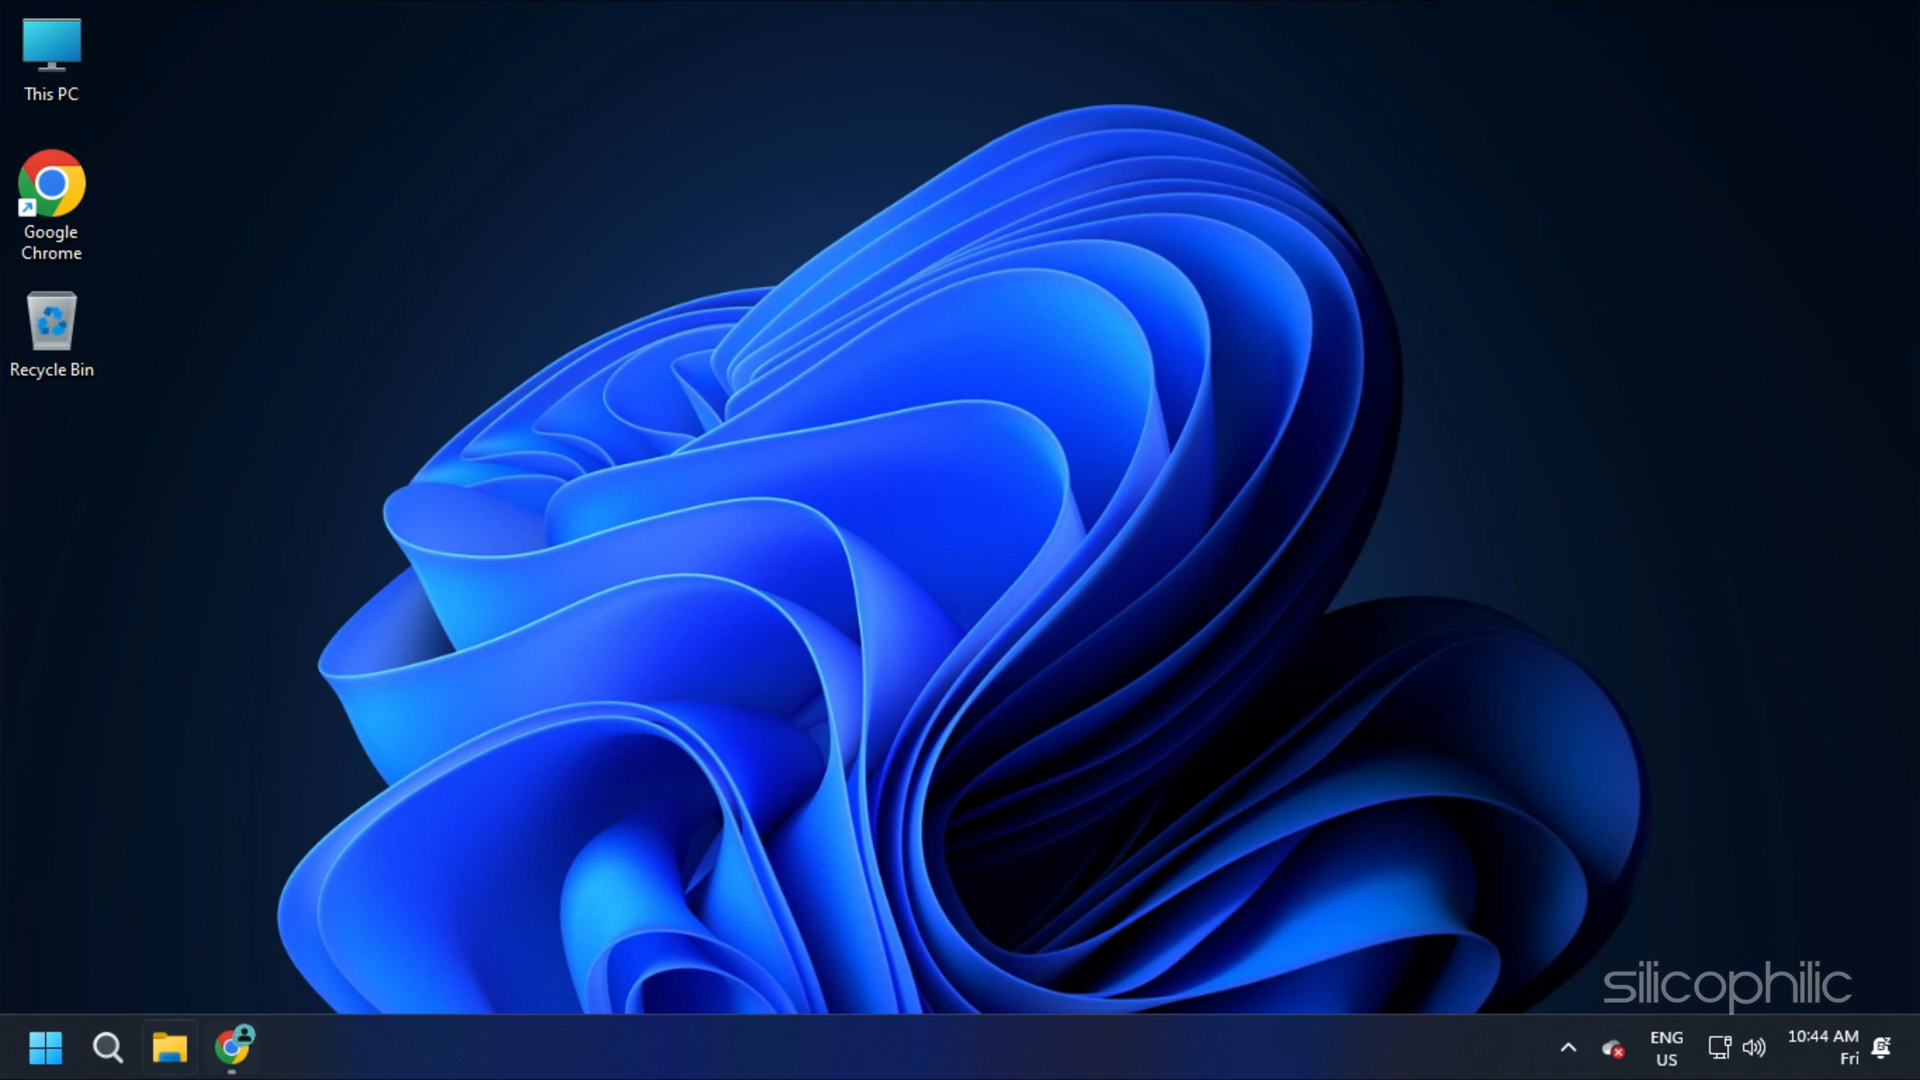 This PC
Google
Chrome
Recycle Bin
silicophilic
ENG
US
10:44 AM
Fri